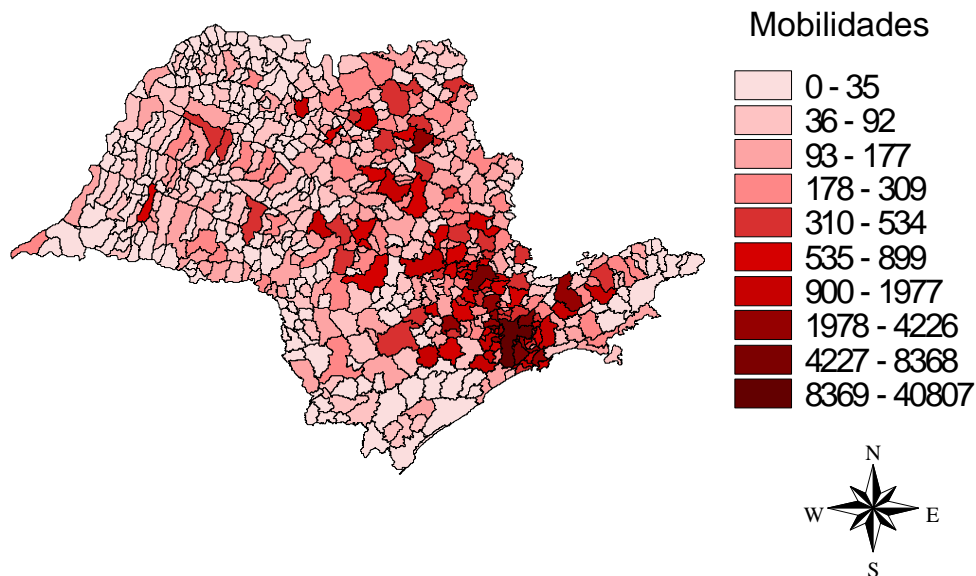 Mobilidades
0 - 35
36 - 92
93 - 177
178 - 309
310 - 534
535 - 899
900 - 1977
1978 - 4226
4227 - 8368
8369 - 40807
N
W E
S